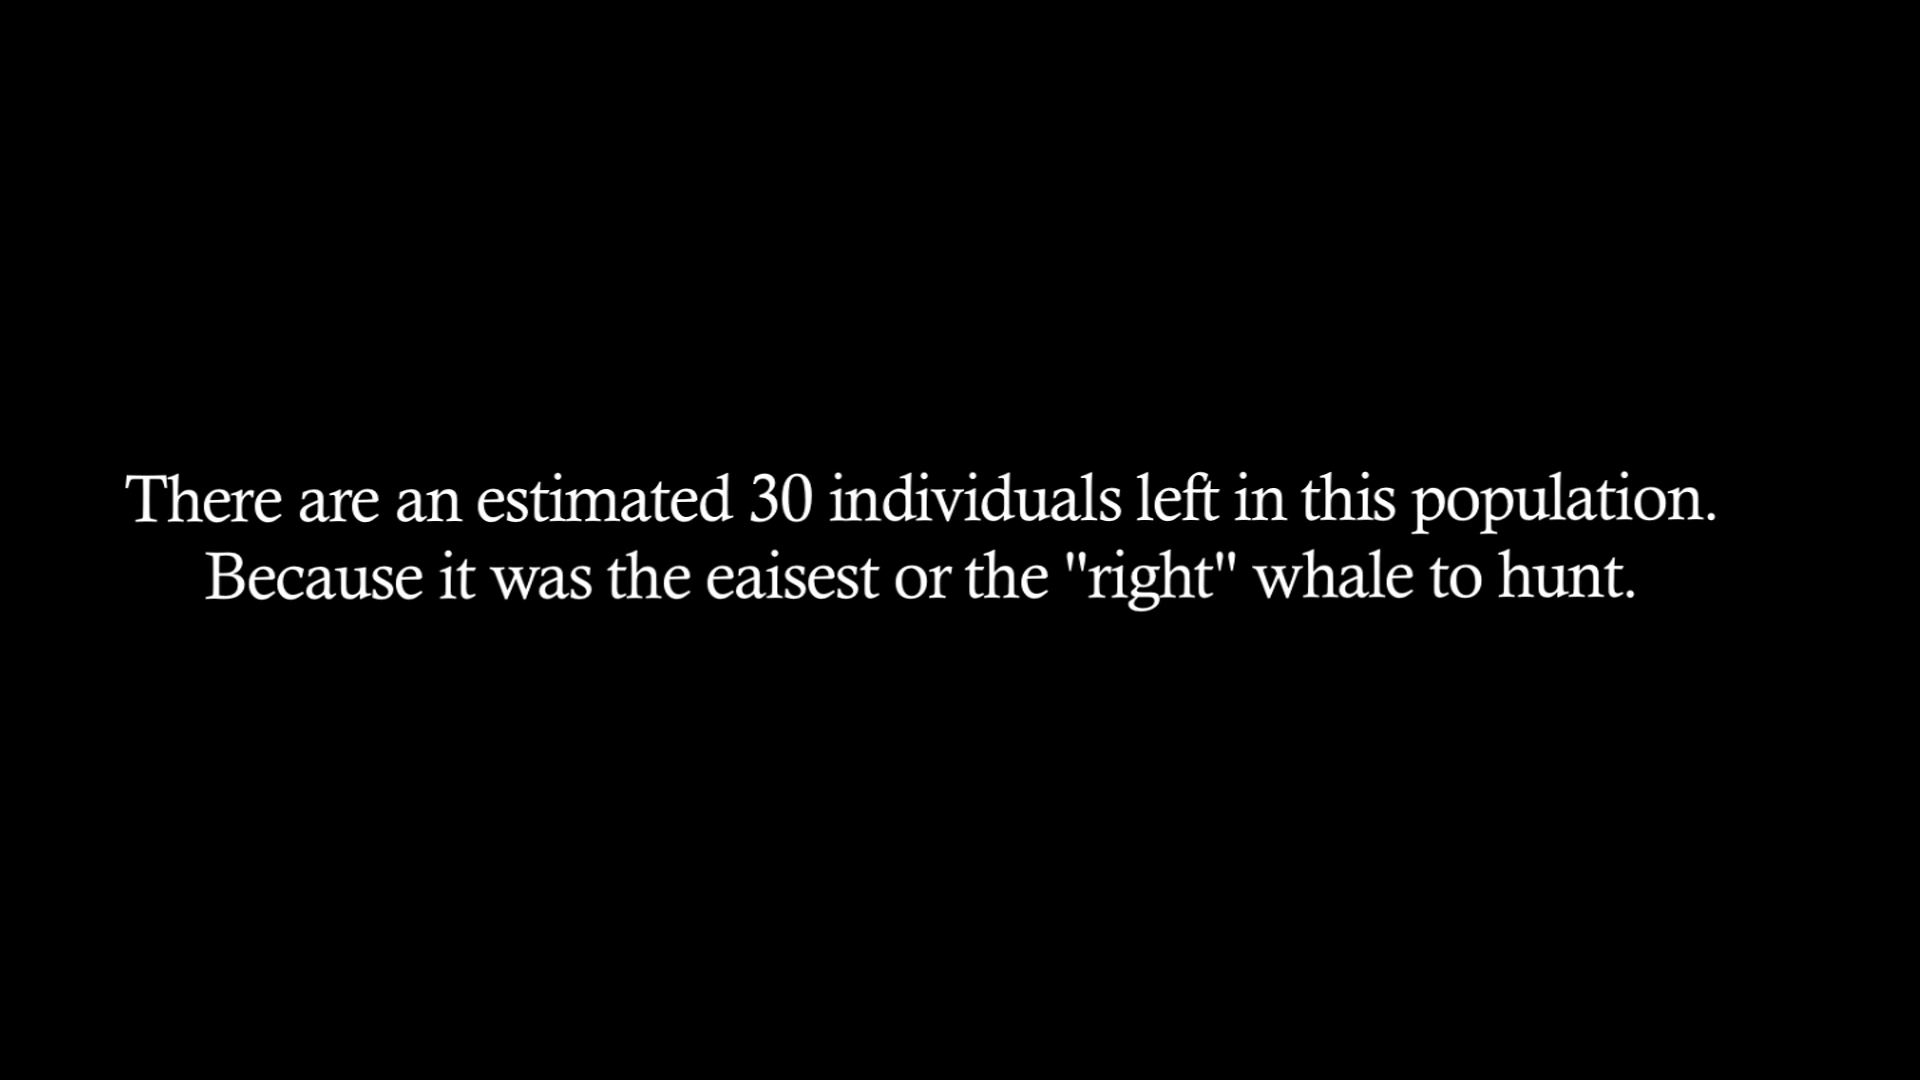 There are an estimated 30 individuals left in this population.
Because it was the eaisest or the "right" whale to hunt.